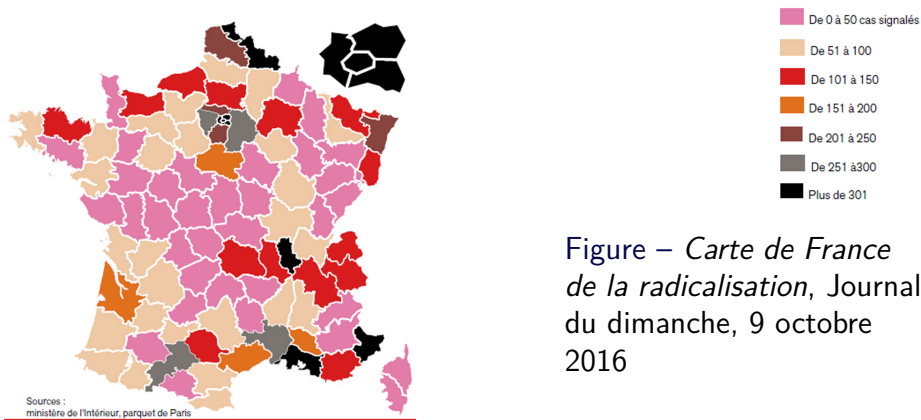 De 0 à 50 cas signalés
De 51 à 100
De 101 à 150
De 151 à 200
De 201 à 250
De 251 à300
Plus de 301
Figure – Carte de France
de la radicalisation, Journal
du dimanche, 9 octobre
2016
Sources :
ministère de l'Intérieur, parquet de Paris